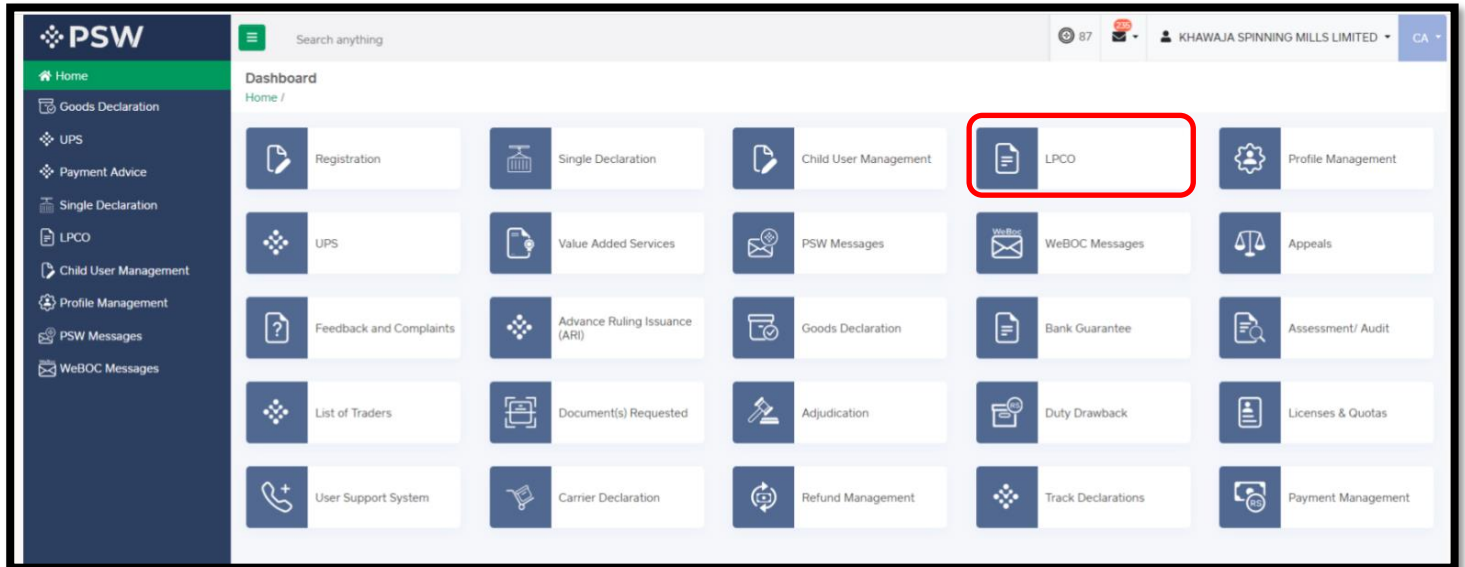 PSW
Search anything
87
235
KHAWAJA SPINNING MILLS LIMITED
CA
Home
Goods Declaration
UPS
Payment Advice
Single Declaration
LPCO
Child User Management
Profile Management
PSW Messages
WeBOC Messages
Dashboard
Home /
Registration
Single Declaration
Child User Management
LPCO
Profile Management
UPS
Value Added Services
PSW Messages
WeBoc
WeBOC Messages
Appeals
Feedback and Complaints
Advance Ruling Issuance
(ARI)
Goods Declaration
Bank Guarantee
Assessment/ Audit
List of Traders
Document(s) Requested
Adjudication
RS
Duty Drawback
Licenses & Quotas
User Support System
Carrier Declaration
Refund Management
Track Declarations
RS
Payment Management